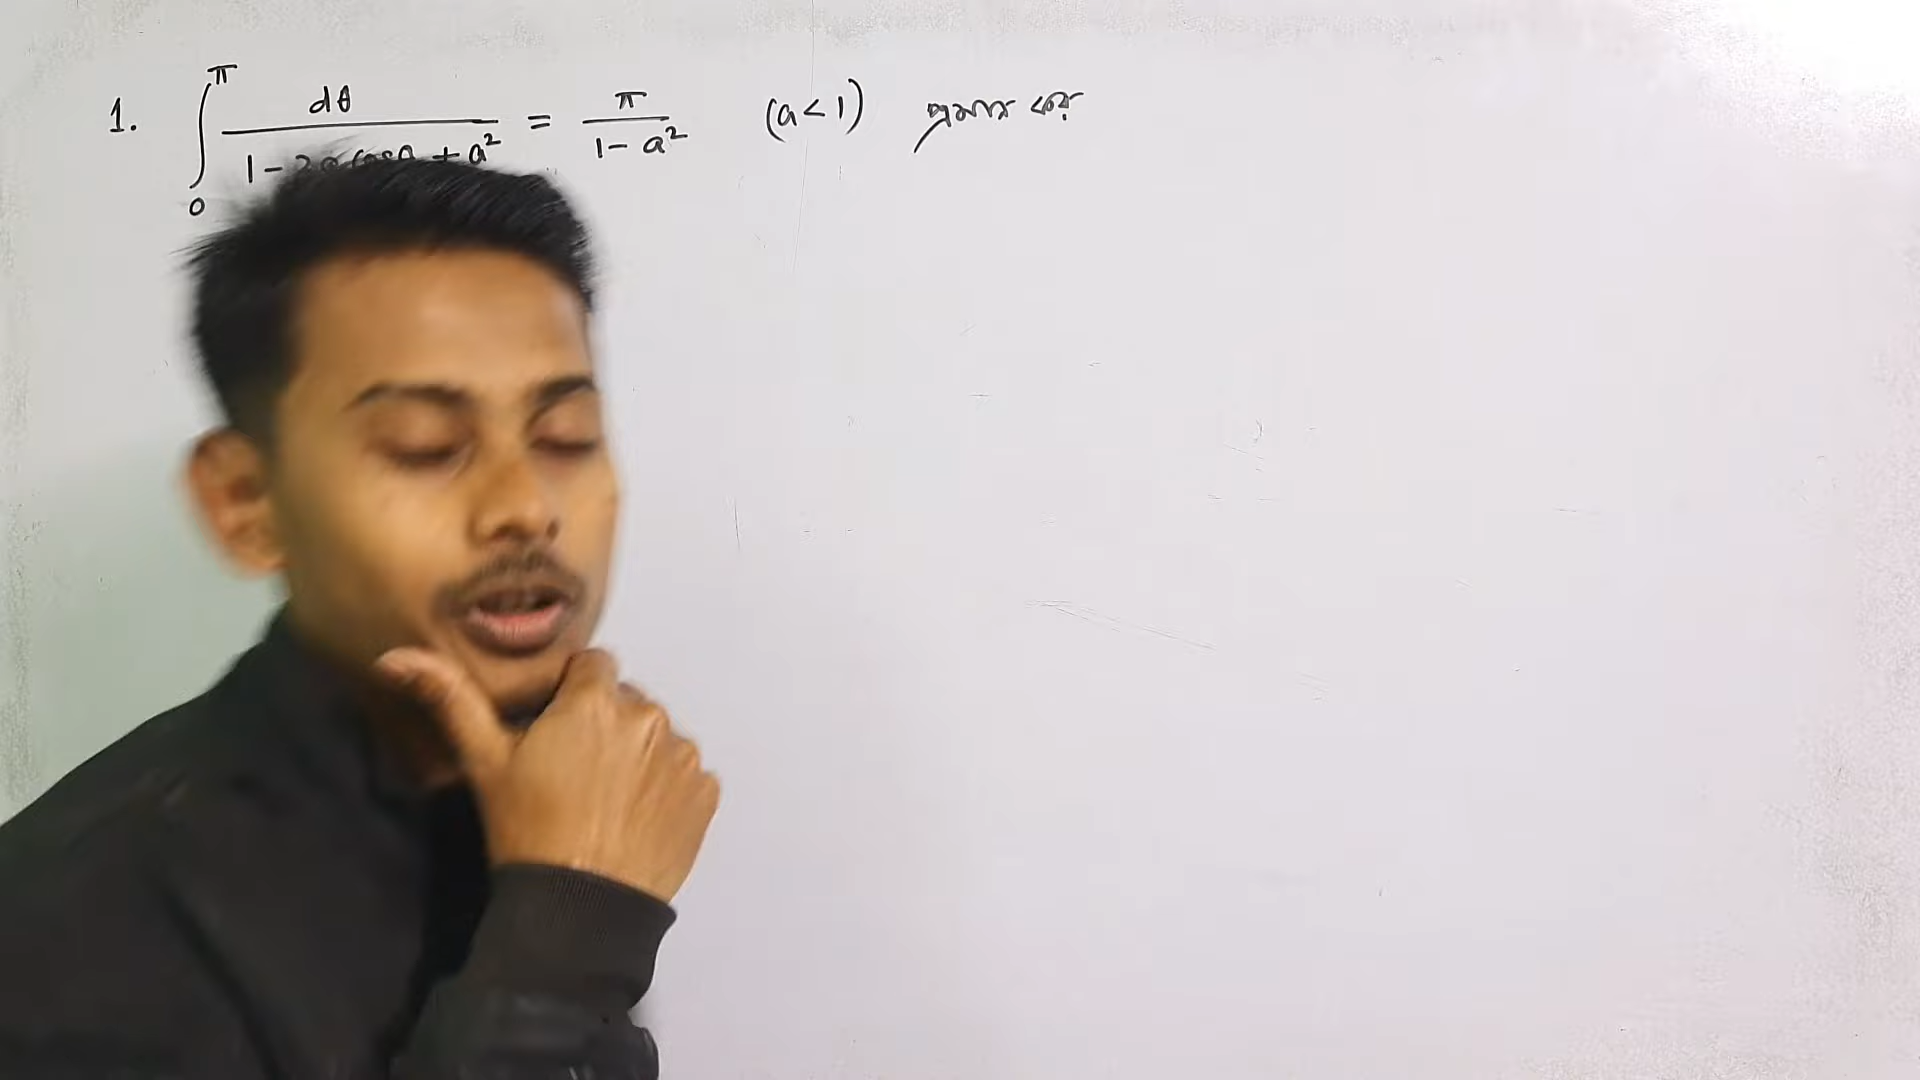 1. ∫₀^π dθ / (1 - 2a cosθ + a²) = π / (1 - a²) (a < 1) প্রমাণ কর